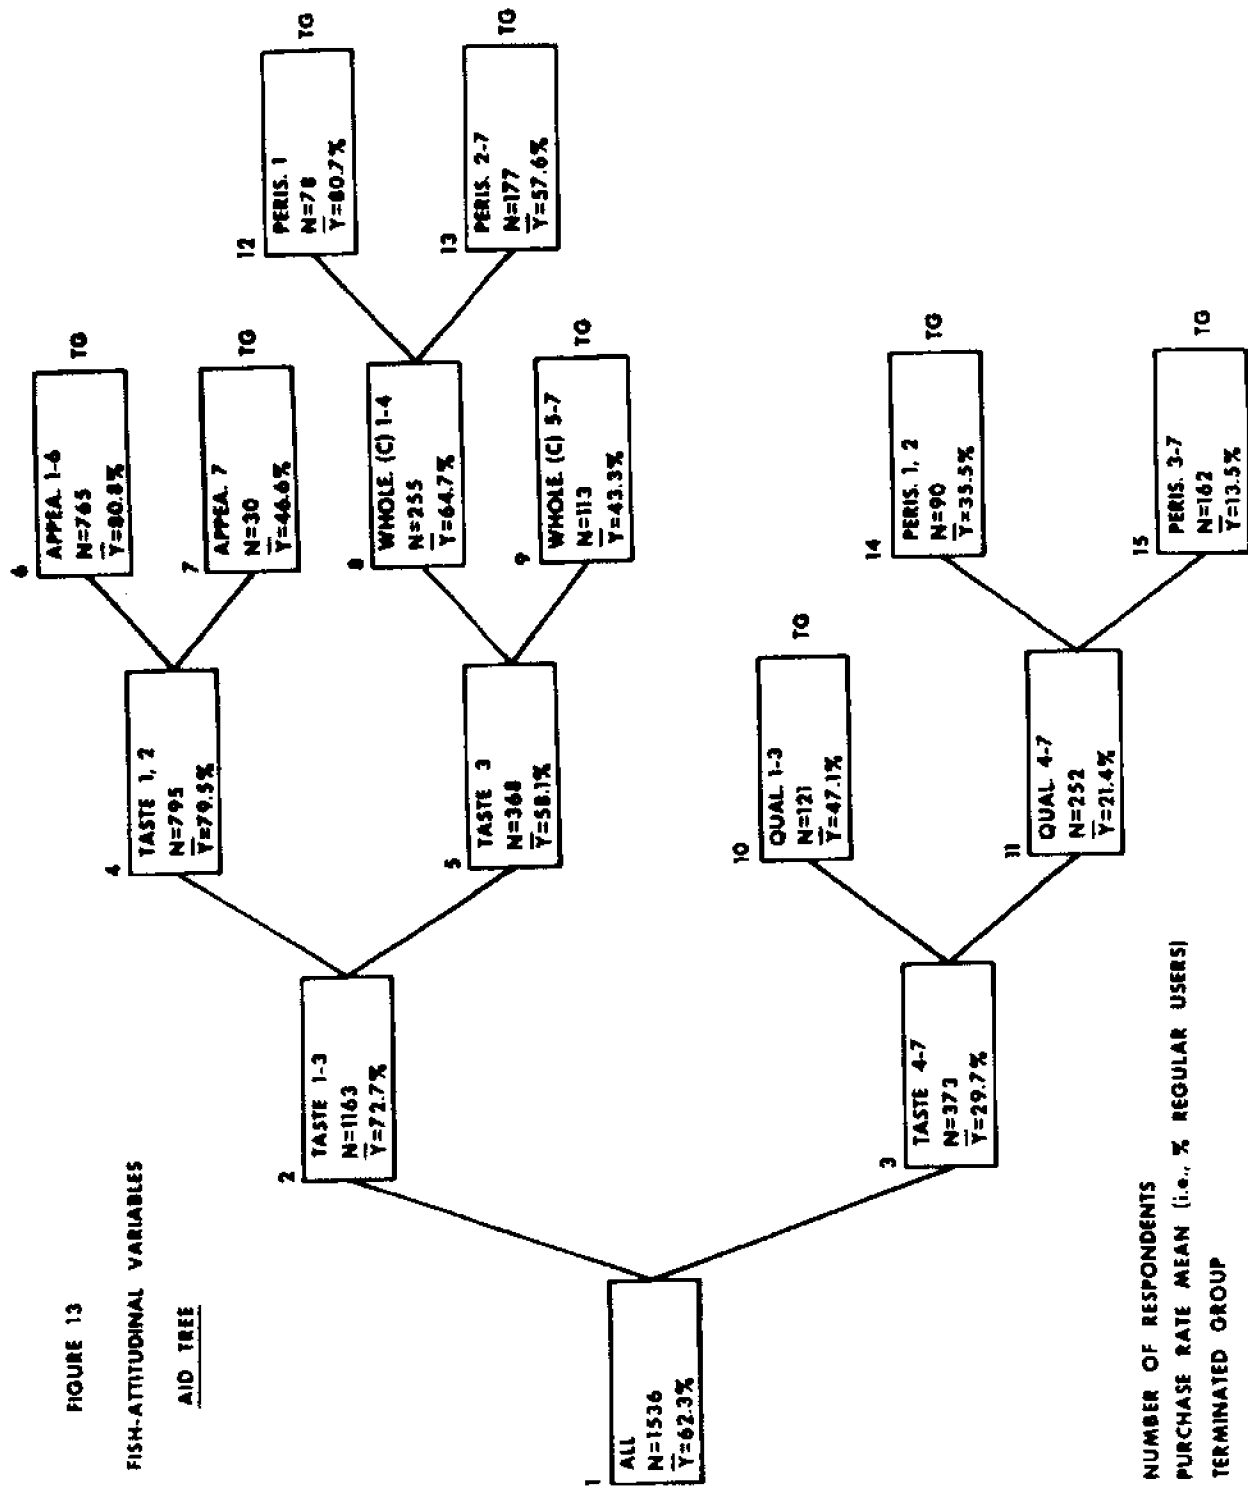 FIGURE 13
FISH-ATTITUDINAL VARIABLES
AID TREE
1
ALL
N=1536
Y=62.3%
2
TASTE 1-3
N=1163
Y=72.7%
3
TASTE 4-7
N=373
Y=29.7%
4
TASTE 1, 2
N=795
Y=79.5%
5
TASTE 3
N=368
Y=58.1%
10
QUAL. 1-3
N=121
Y=47.1%
TG
11
QUAL. 4-7
N=252
Y=21.4%
6
APPEA. 1-6
N=765
Y=80.8%
TG
7
APPEA. 7
N=30
Y=46.6%
TG
8
WHOLE. (C) 1-4
N=255
Y=64.7%
9
WHOLE. (C) 5-7
N=113
Y=43.3%
TG
14
PERIS. 1, 2
N=90
Y=35.5%
TG
15
PERIS. 3-7
N=162
Y=13.5%
TG
12
PERIS. 1
N=78
Y=80.7%
TG
13
PERIS. 2-7
N=177
Y=57.6%
TG
NUMBER OF RESPONDENTS
PURCHASE RATE MEAN (i.e., % REGULAR USERS)
TERMINATED GROUP